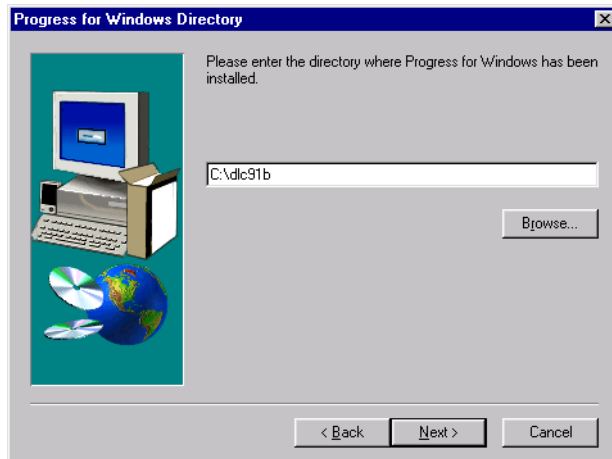 Progress for Windows Directory
Please enter the directory where Progress for Windows has been
installed.
C:\dlc91b
Browse...
< Back
Next >
Cancel